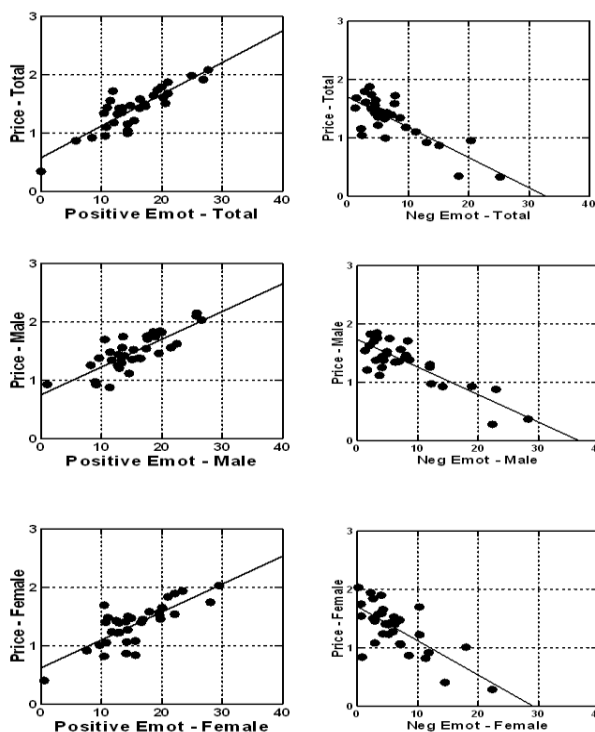 Price - Total
3
2
1
0
0 10 20 30 40
Positive Emot - Total
Price - Total
3
2
1
0
0 10 20 30 40
Neg Emot - Total
Price - Male
3
2
1
0
0 10 20 30 40
Positive Emot - Male
Price - Male
3
2
1
0
0 10 20 30 40
Neg Emot - Male
Price - Female
3
2
1
0
0 10 20 30 40
Positive Emot - Female
Price - Female
3
2
1
0
0 10 20 30 40
Neg Emot - Female